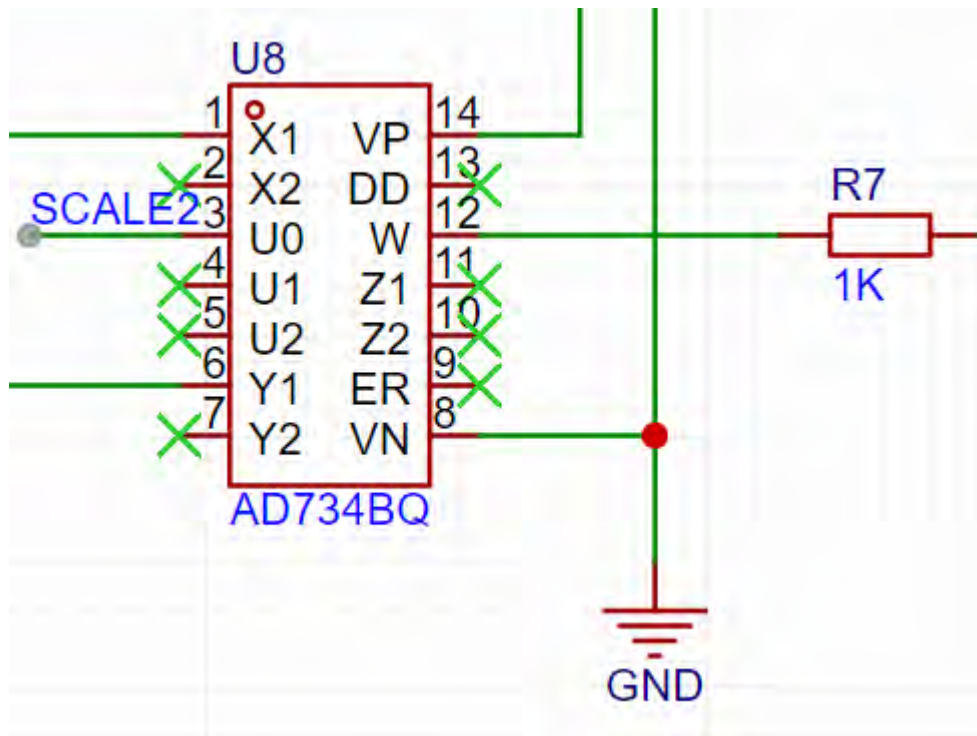 U8
1 X1 VP 14
2 X2 DD 13
SCALE2 3 U0 W 12
4 U1 Z1 11
5 U2 Z2 10
6 Y1 ER 9
7 Y2 VN 8
AD734BQ
R7
1K
GND